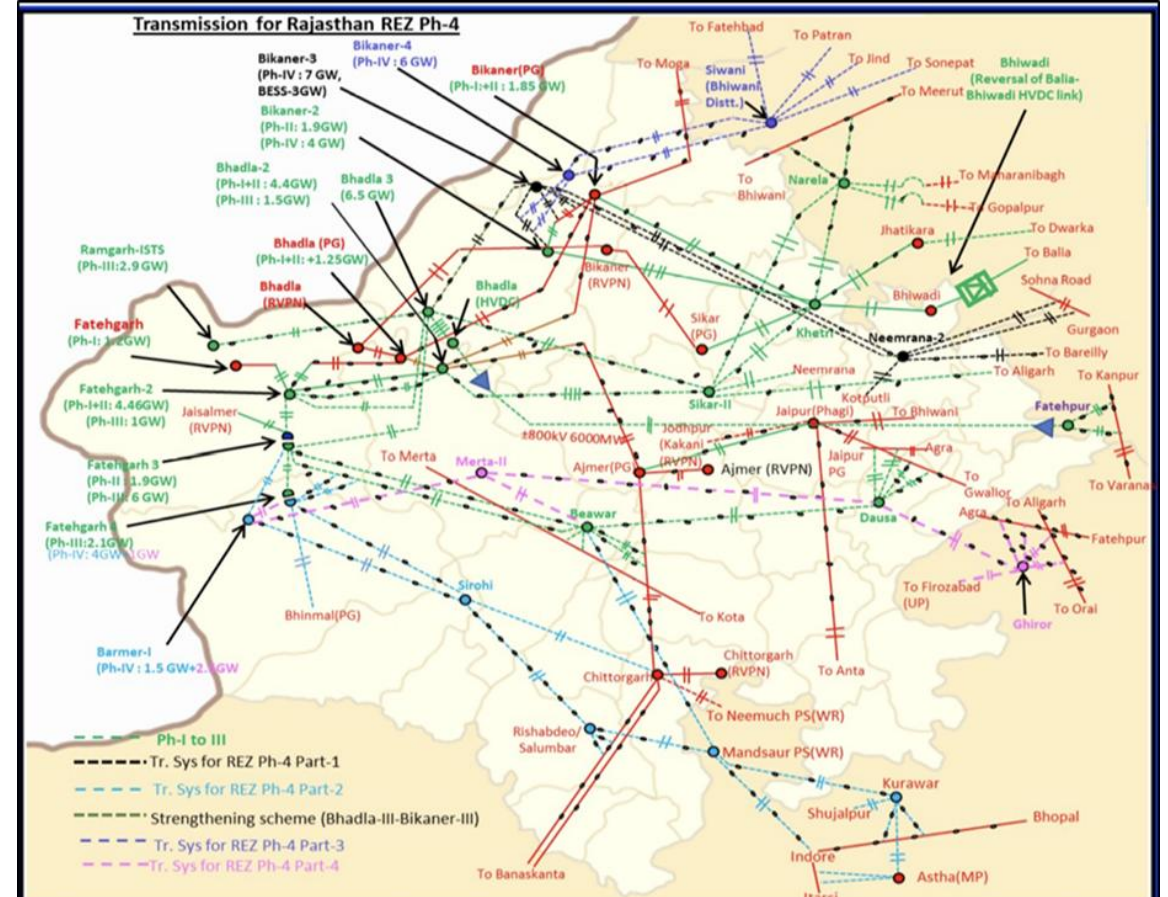 Transmission for Rajasthan REZ Ph-4
To Fatehbad
To Patran
Bikaner-4
(Ph-IV : 6 GW)
Bikaner-3
(Ph-IV : 7 GW,
BESS-3GW)
Bikaner(PG)
(Ph-I:+II : 1.85 GW)
To Moga
Siwani
(Bhiwani
Distt.)
To Jind
To Sonepat
Bhiwadi
(Reversal of Balia-
Bhiwadi HVDC link)
To Meerut
Bikaner-2
(Ph-II: 1.9GW)
(Ph-IV : 4 GW)
Bhadla-2
(Ph-I+II : 4.4GW)
(Ph-III : 1.5GW)
Bhadla 3
(6.5 GW)
To
Bhiwani
Narela
To Maharanibagh
To Gopalpur
Jhatikara
To Dwarka
To Balia
Ramgarh-ISTS
(Ph-III:2.9 GW)
Bhadla (PG)
(Ph-I+II: +1.25GW)
Bhadla
(RVPN)
Bhadla
(HVDC)
Bikaner
(RVPN)
Sikar
(PG)
Khetri
Bhiwadi
Sohna Road
Gurgaon
Fatehgarh
(Ph-I: 1.2GW)
Neemrana-2
To Bareilly
Neemrana
To Aligarh
To Kanpur
Fatehgarh-2
(Ph-I+II: 4.46GW)
(Ph-III: 1GW)
Jaisalmer
(RVPN)
Sikar-II
Kotputli
Jaipur(Phagi)
To Bhiwani
Fatehpur
±800kV 6000MW
Jodhpur
(Kakani
(RVPN)
Fatehgarh 3
(Ph-II :1.9GW)
(Ph-III: 6 GW)
To Merta
Merta-II
Ajmer(PG)
Ajmer (RVPN)
Jaipur
PG
Agra
To
Gwalior
To Varanas
Fatehgarh 4
(Ph-III:2.1GW)
(Ph-IV: 4GW+1GW
Beawar
Dausa
To Aligarh
Agra
Fatehpur
Sirohi
Bhinmal(PG)
To Kota
To Firozabad
(UP)
To Orai
Ghiror
Barmer-I
(Ph-IV : 1.5 GW+2.5GW
Chittorgarh
Chittorgarh
(RVPN)
To Anta
To Neemuch PS(WR)
Rishabdeo/
Salumbar
Mandsaur PS(WR)
Kurawar
Shujalpur
Bhopal
Indore
Astha(MP)
Itarsi
To Banaskanta
Ph-I to III
Tr. Sys for REZ Ph-4 Part-1
Tr. Sys for REZ Ph-4 Part-2
Strengthening scheme (Bhadla-III-Bikaner-III)
Tr. Sys for REZ Ph-4 Part-3
Tr. Sys for REZ Ph-4 Part-4